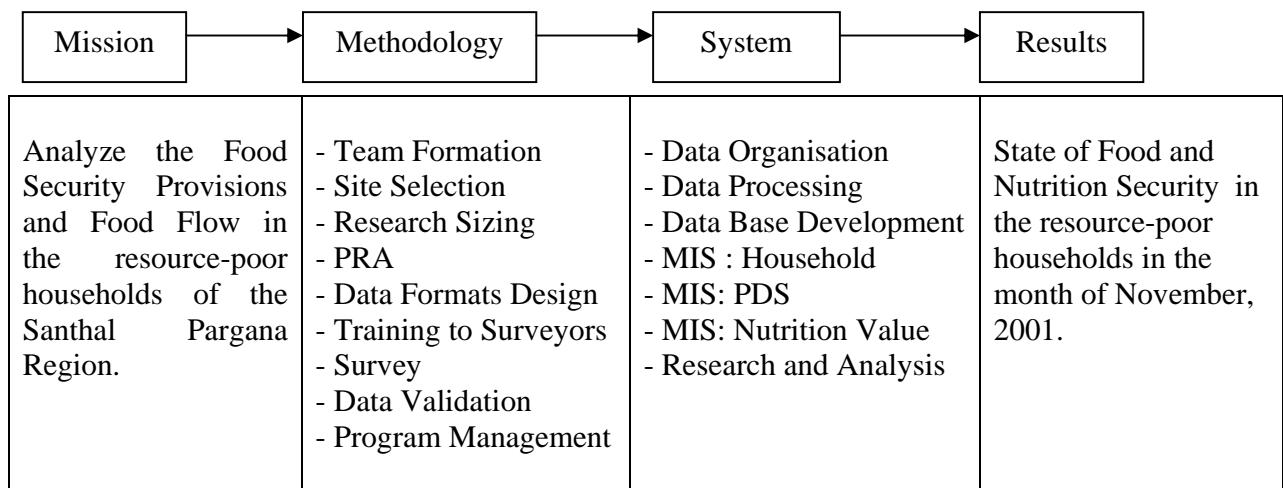 Mission
Methodology
System
Results
Analyze the Food
Security Provisions
and Food Flow in
the resource-poor
households of the
Santhal Pargana
Region.
- Team Formation
- Site Selection
- Research Sizing
- PRA
- Data Formats Design
- Training to Surveyors
- Survey
- Data Validation
- Program Management
- Data Organisation
- Data Processing
- Data Base Development
- MIS : Household
- MIS: PDS
- MIS: Nutrition Value
- Research and Analysis
State of Food and
Nutrition Security in
the resource-poor
households in the
month of November,
2001.